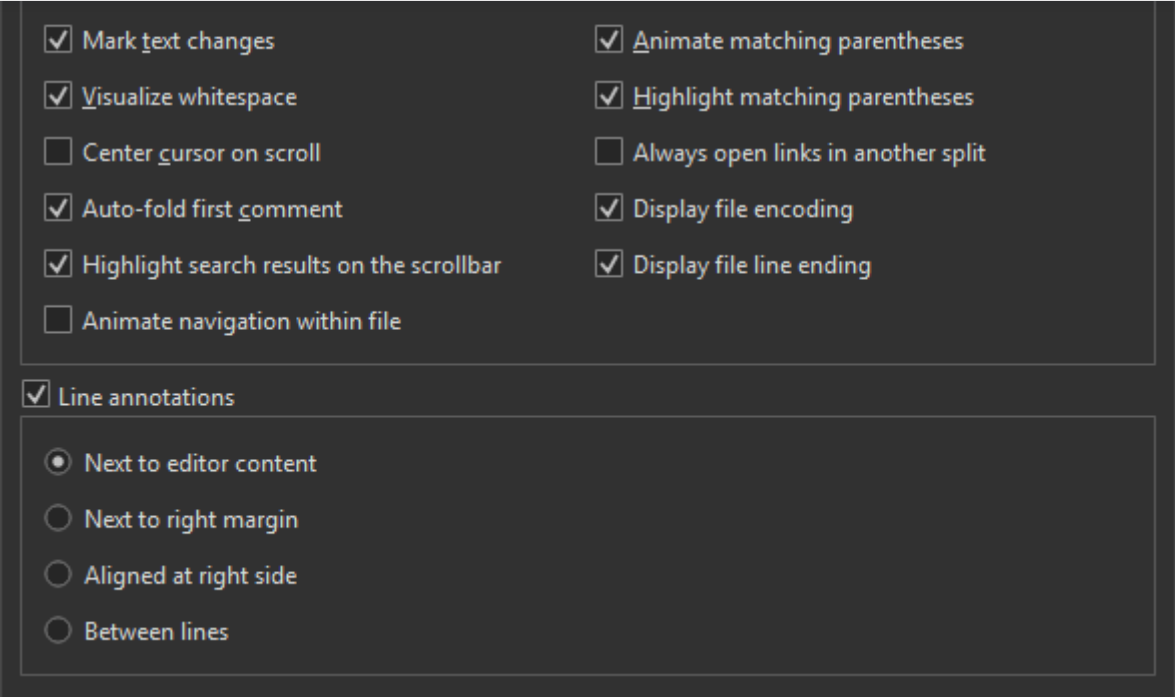 Mark text changes
Animate matching parentheses
Visualize whitespace
Highlight matching parentheses
Center cursor on scroll
Always open links in another split
Auto-fold first comment
Display file encoding
Highlight search results on the scrollbar
Display file line ending
Animate navigation within file
Line annotations
Next to editor content
Next to right margin
Aligned at right side
Between lines